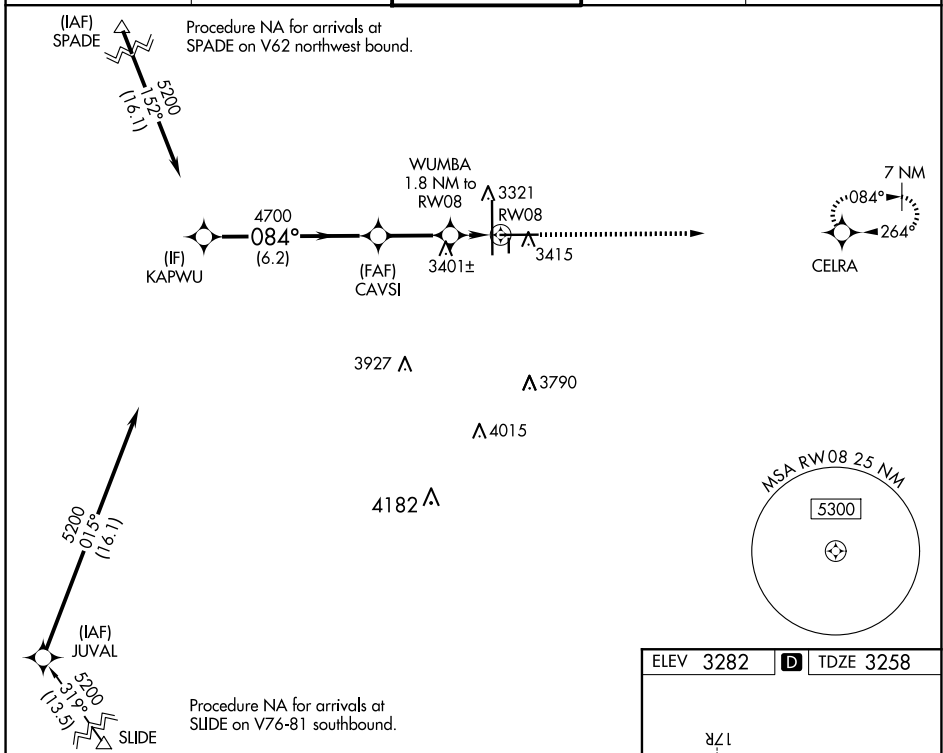 (IAF)
SPADE
Procedure NA for arrivals at
SPADE on V62 northwest bound.
5200
152°
(16.1)
WUMBA
1.8 NM to
RW08
3321
RW08
7 NM
084°
264°
4700
084°
(6.2)
(IF)
KAPWU
(FAF)
CAVSI
3401±
3415
CELRA
3927
3790
4015
4182
MSA RW08 25 NM
5300
5200
015°
(16.1)
(IAF)
JUVAL
5200
319°
(13.5)
SLIDE
Procedure NA for arrivals at
SLIDE on V76-81 southbound.
ELEV 3282 D TDZE 3258
17R